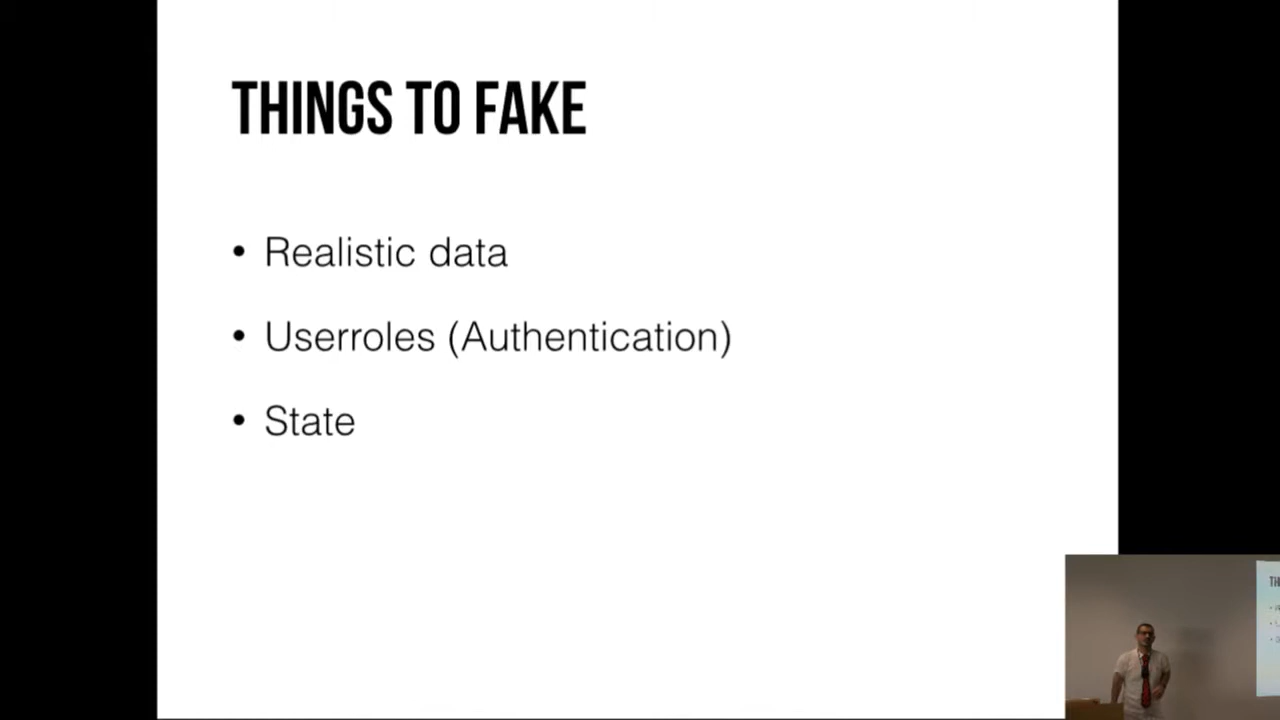 THINGS TO FAKE
• Realistic data
• Userroles (Authentication)
• State